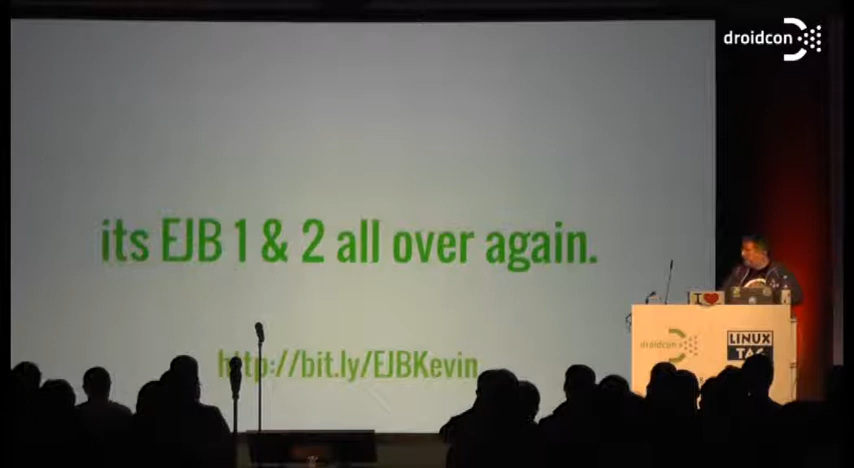 droidcon
its EJB 1 & 2 all over again.
http://bit.ly/EJBKevin
I
droidcon
LINUX
TAG